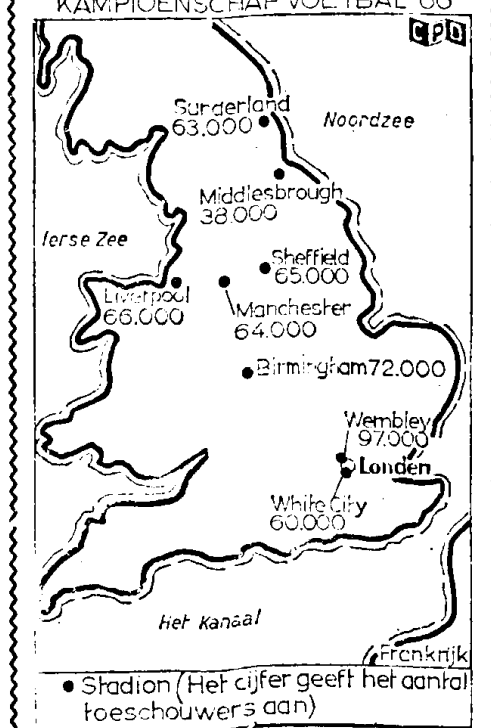 KAMPIOENSCHAP VOETBAL '66
CPD
Sunderland
63.000
Noordzee
Middlesbrough
38.000
Ierse Zee
Sheffield
65.000
Liverpool
66.000
Manchester
64.000
Birmingham 72.000
Wembley
97.000
Londen
White City
60.000
Het Kanaal
Frankrijk
Stadion (Het cijfer geeft het aantal
toeschouwers aan)